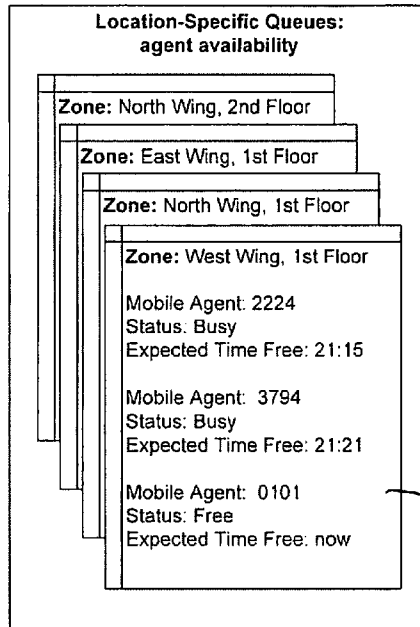 Location-Specific Queues:
agent availability
Zone: North Wing, 2nd Floor
Zone: East Wing, 1st Floor
Zone: North Wing, 1st Floor
Zone: West Wing, 1st Floor
Mobile Agent: 2224
Status: Busy
Expected Time Free: 21:15
Mobile Agent: 3794
Status: Busy
Expected Time Free: 21:21
Mobile Agent: 0101
Status: Free
Expected Time Free: now